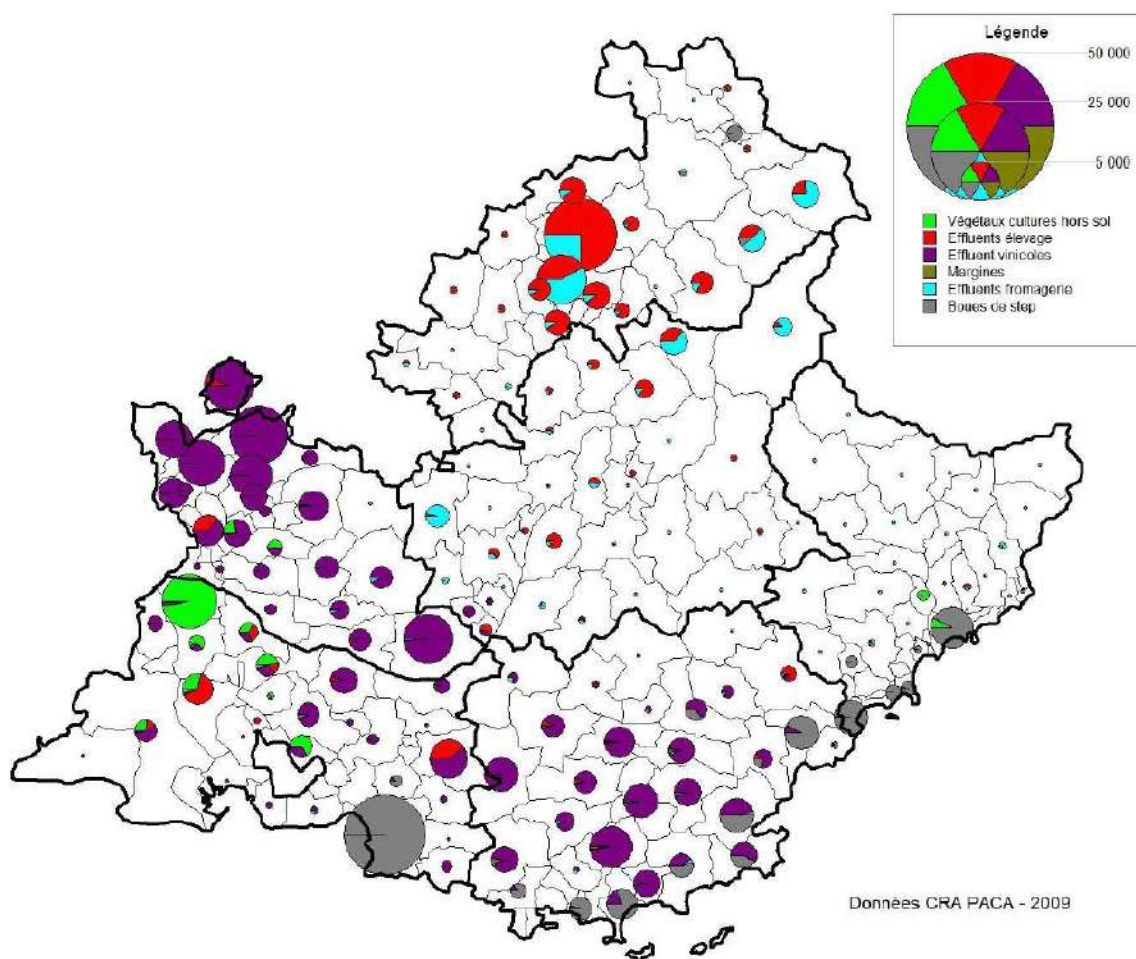 Légende
50 000
25 000
5 000
Végétaux cultures hors sol
Effluents élevage
Effluent vinicoles
Margines
Effluents fromagerie
Boues de step
Données CRA PACA - 2009